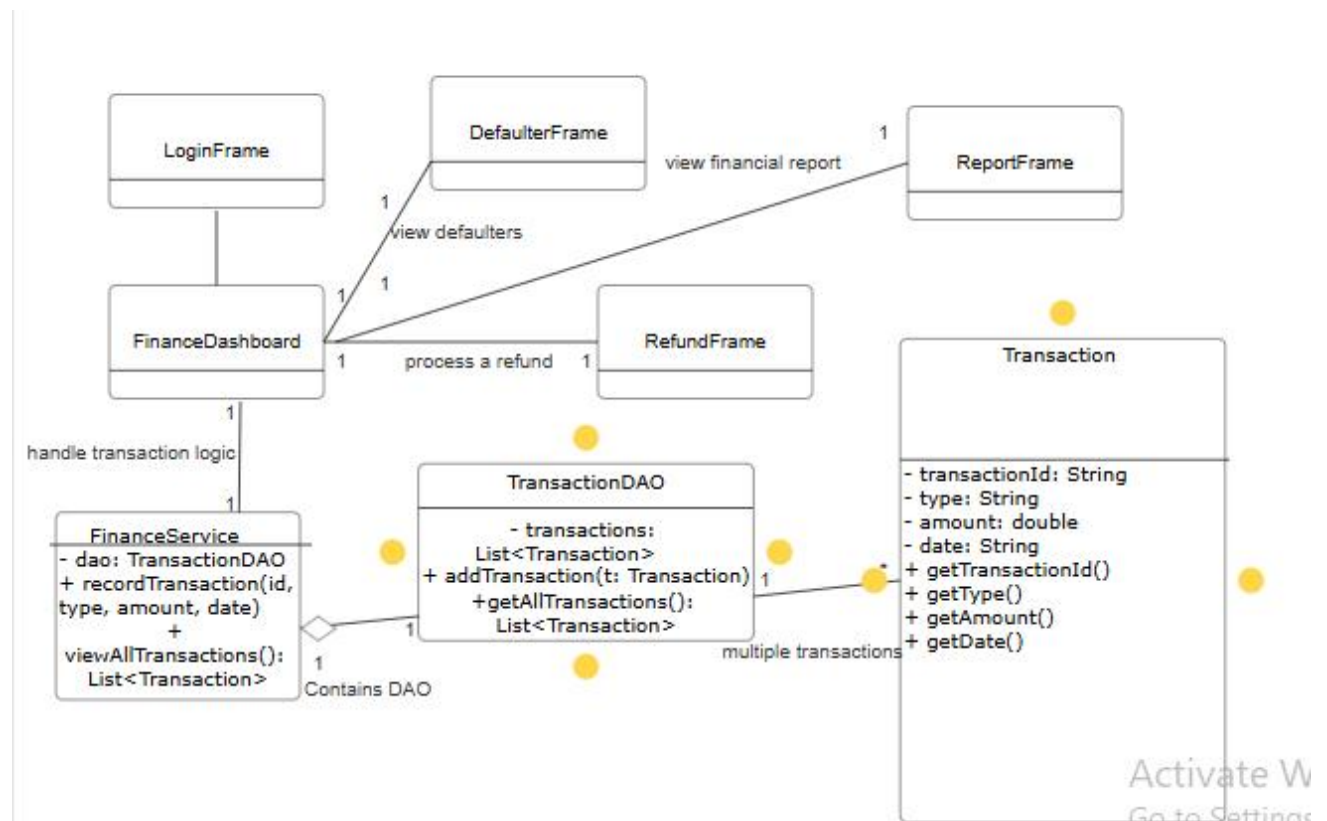 LoginFrame
DefaulterFrame
1
view financial report
ReportFrame
1
view defaulters
1
1
FinanceDashboard
RefundFrame
1
process a refund
1
Transaction
1
handle transaction logic
1
FinanceService
- dao: TransactionDAO
+ recordTransaction(id,
type, amount, date)
+
viewAllTransactions():
List<Transaction>
1
Contains DAO
1
TransactionDAO
- transactions:
List<Transaction>
+ addTransaction(t: Transaction)
+getAllTransactions():
List<Transaction>
1
*
multiple transactions
- transactionId: String
- type: String
- amount: double
- date: String
+ getTransactionId()
+ getType()
+ getAmount()
+ getDate()
Activate W
Go to Settings